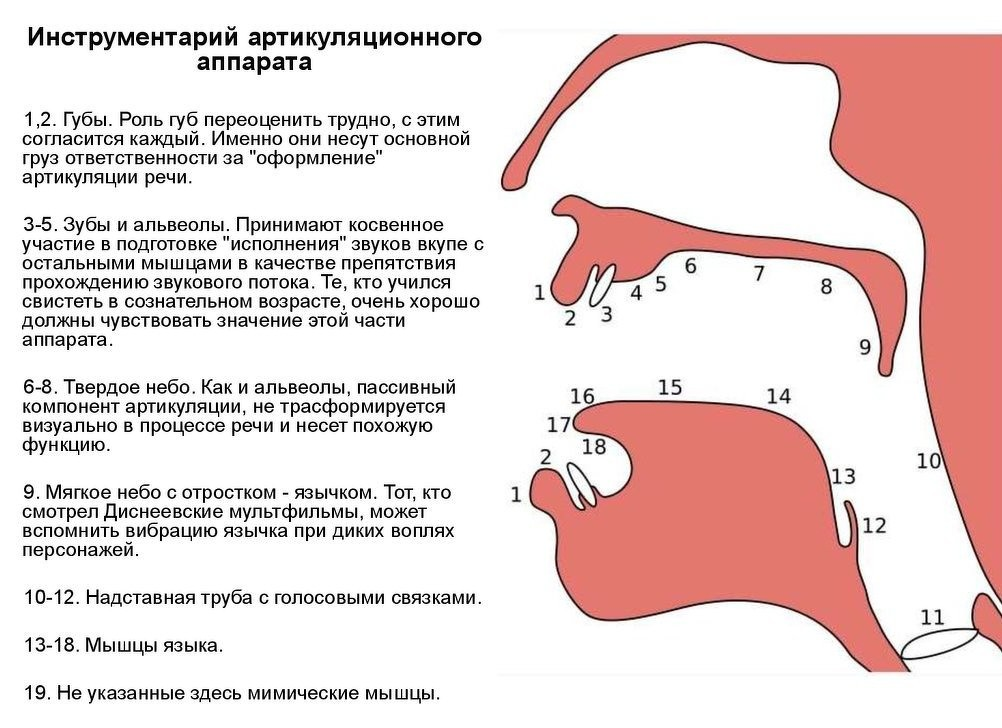 Инструментарий артикуляционного
аппарата
1,2. Губы. Роль губ переоценить трудно, с этим
согласится каждый. Именно они несут основной
груз ответственности за "оформление"
артикуляции речи.
3-5. Зубы и альвеолы. Принимают косвенное
участие в подготовке "исполнения" звуков вкупе с
остальными мышцами в качестве препятствия
прохождению звукового потока. Те, кто учился
свистеть в сознательном возрасте, очень хорошо
должны чувствовать значение этой части
аппарата.
6-8. Твердое небо. Как и альвеолы, пассивный
компонент артикуляции, не трасформируется
визуально в процессе речи и несет похожую
функцию.
9. Мягкое небо с отростком - язычком. Тот, кто
смотрел Диснеевские мультфильмы, может
вспомнить вибрацию язычка при диких воплях
персонажей.
10-12. Надставная труба с голосовыми связками.
13-18. Мышцы языка.
19. Не указанные здесь мимические мышцы.
1
2
3
4
5
6
7
8
9
16
15
14
17
18
2
1
13
10
12
11